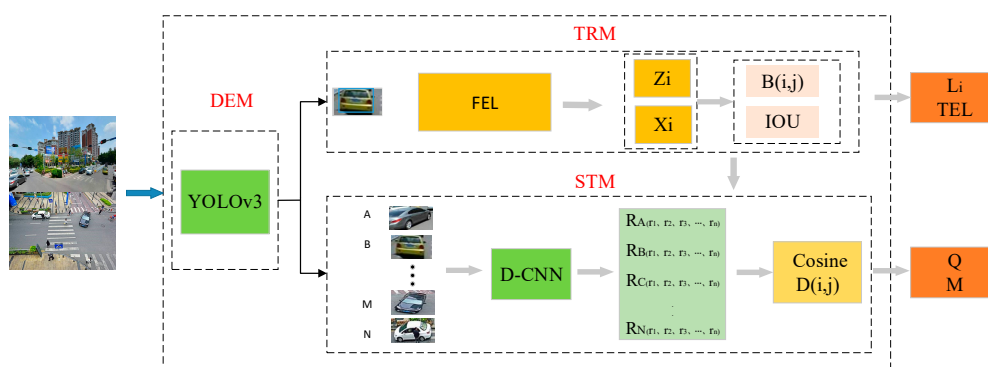 TRM
DEM
FEL
Zi
Xi
B(i,j)
IOU
Li
TEL
YOLOv3
STM
A
B
M
N
D-CNN
RA(r1、r2、r3、…、rn)
RB(r1、r2、r3、…、rn)
RC(r1、r2、r3、…、rn)
RN(r1、r2、r3、…、rn)
Cosine
D(i,j)
Q
M